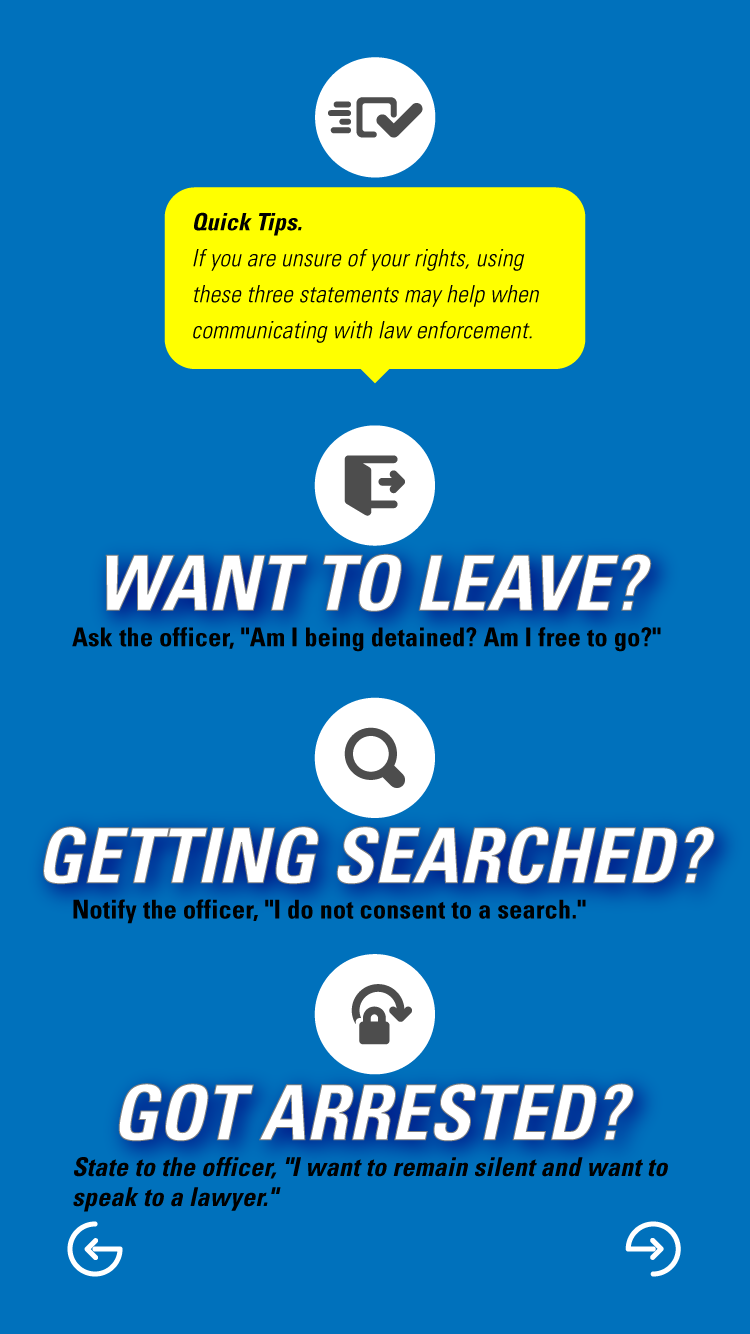 Quick Tips.
If you are unsure of your rights, using
these three statements may help when
communicating with law enforcement.
WANT TO LEAVE?
Ask the officer, "Am I being detained? Am I free to go?"
GETTING SEARCHED?
Notify the officer, "I do not consent to a search."
GOT ARRESTED?
State to the officer, "I want to remain silent and want to
speak to a lawyer."